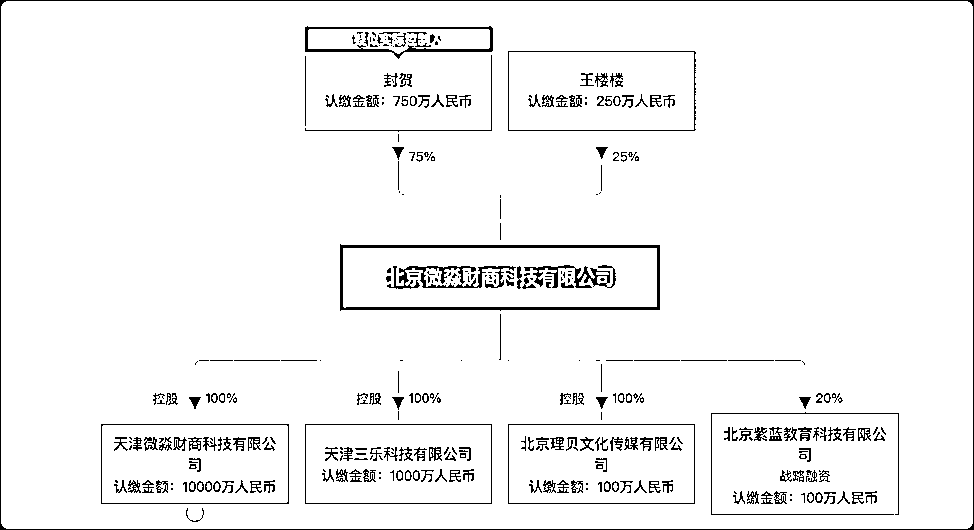 疑似实际控制人
封贺
认缴金额：750万人民币
王楼楼
认缴金额：250万人民币
75%
25%
北京微淼财商科技有限公司
控股
100%
控股
100%
控股
100%
20%
天津微淼财商科技有限公
司
认缴金额：10000万人民币
天津三乐科技有限公司
认缴金额：1000万人民币
北京理贝文化传媒有限公
司
认缴金额：100万人民币
北京紫蓝教育科技有限公
司
战略融资
认缴金额：100万人民币